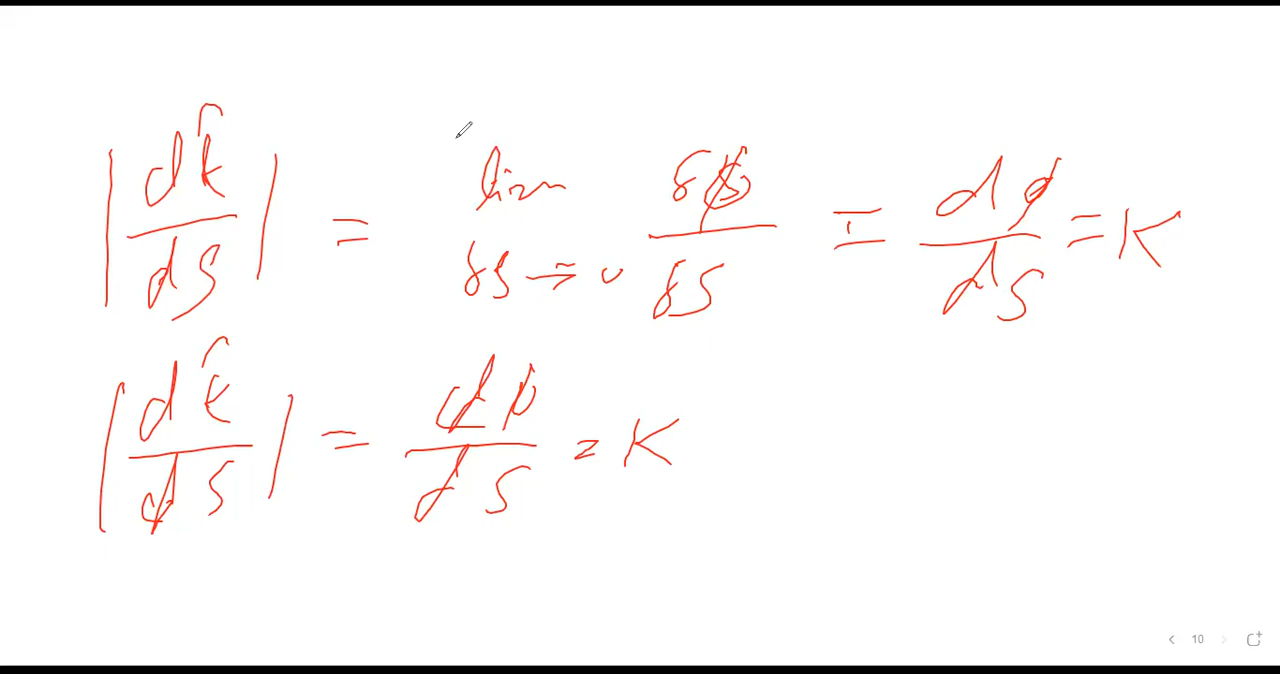 |dt̂/ds| = lim δs→0 δϕ/δs = dϕ/ds = K
|dt̂/ds| = dϕ/ds = K
10